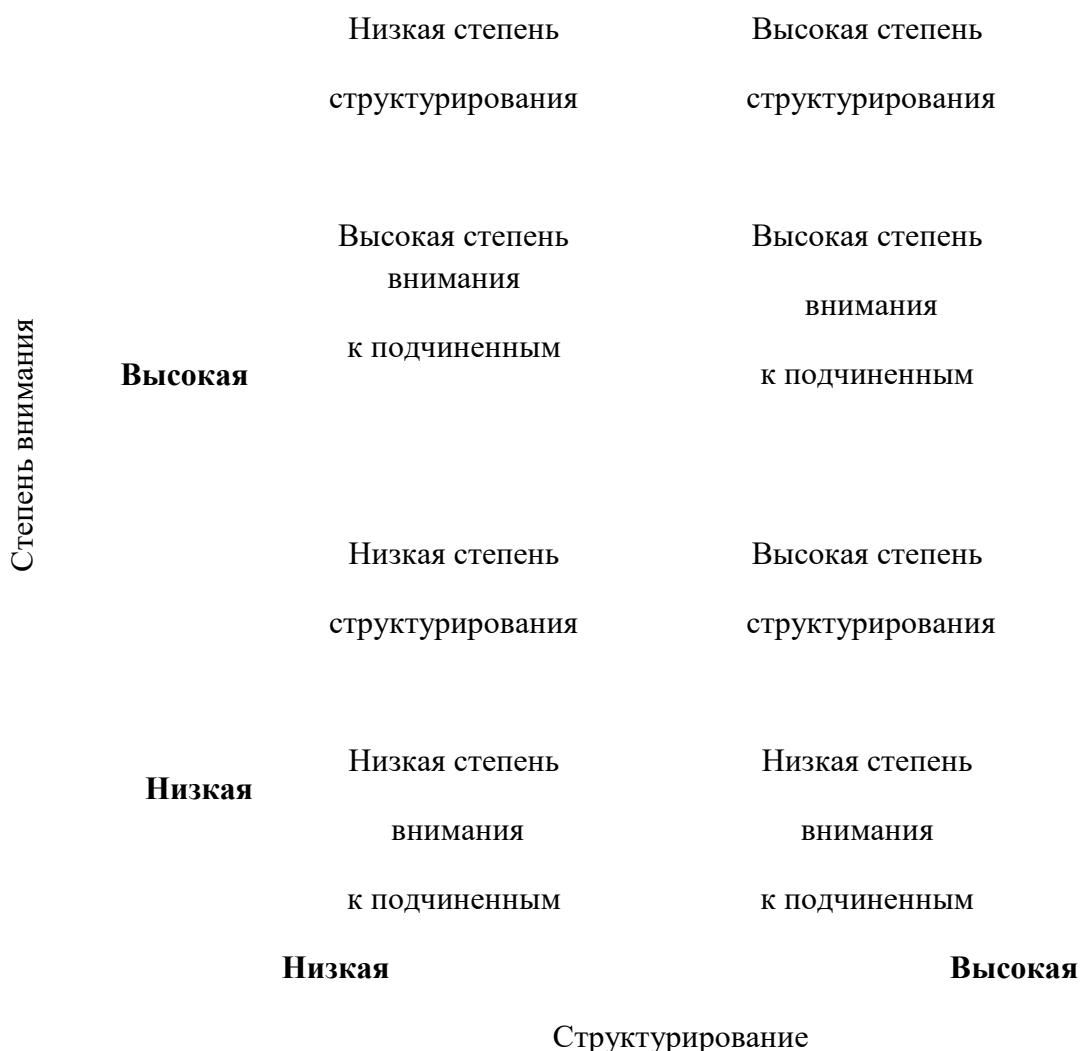 Низкая степень
структурирования
Высокая степень
структурирования
Степень внимания
Высокая
Высокая степень
внимания
к подчиненным
Высокая степень
внимания
к подчиненным
Низкая степень
структурирования
Высокая степень
структурирования
Низкая
Низкая степень
внимания
к подчиненным
Низкая степень
внимания
к подчиненным
Низкая
Высокая
Структурирование